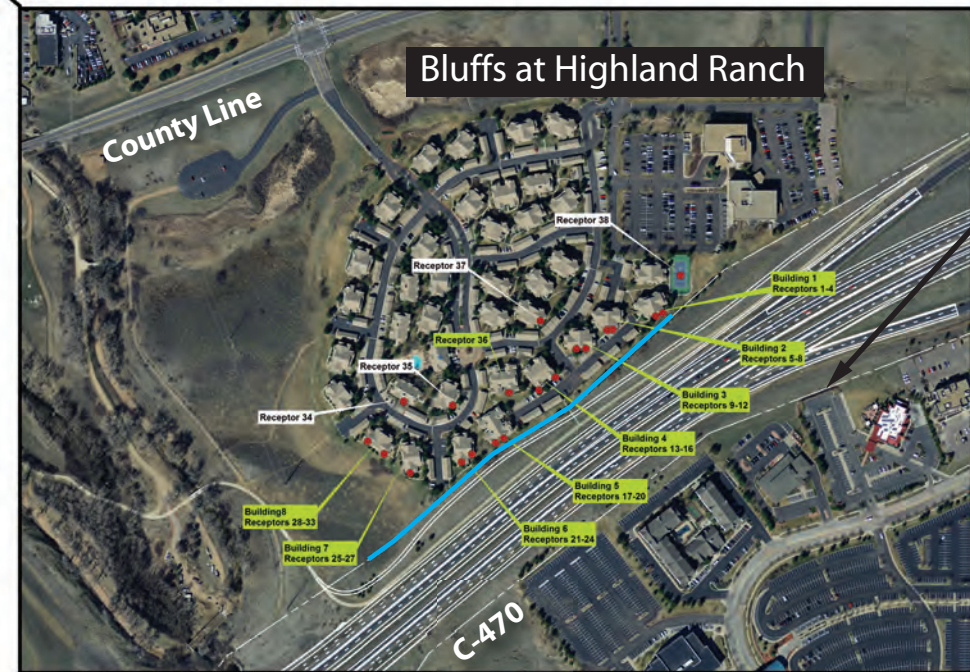 Bluffs at Highland Ranch
County Line
Receptor 38
Receptor 37
Building 1
Receptors 1-4
Receptor 36
Building 2
Receptors 5-8
Receptor 35
Building 3
Receptors 9-12
Receptor 34
Building 4
Receptors 13-16
Building 5
Receptors 17-20
Building8
Receptors 28-33
Building 6
Receptors 21-24
Building 7
Receptors 25-27
C-470